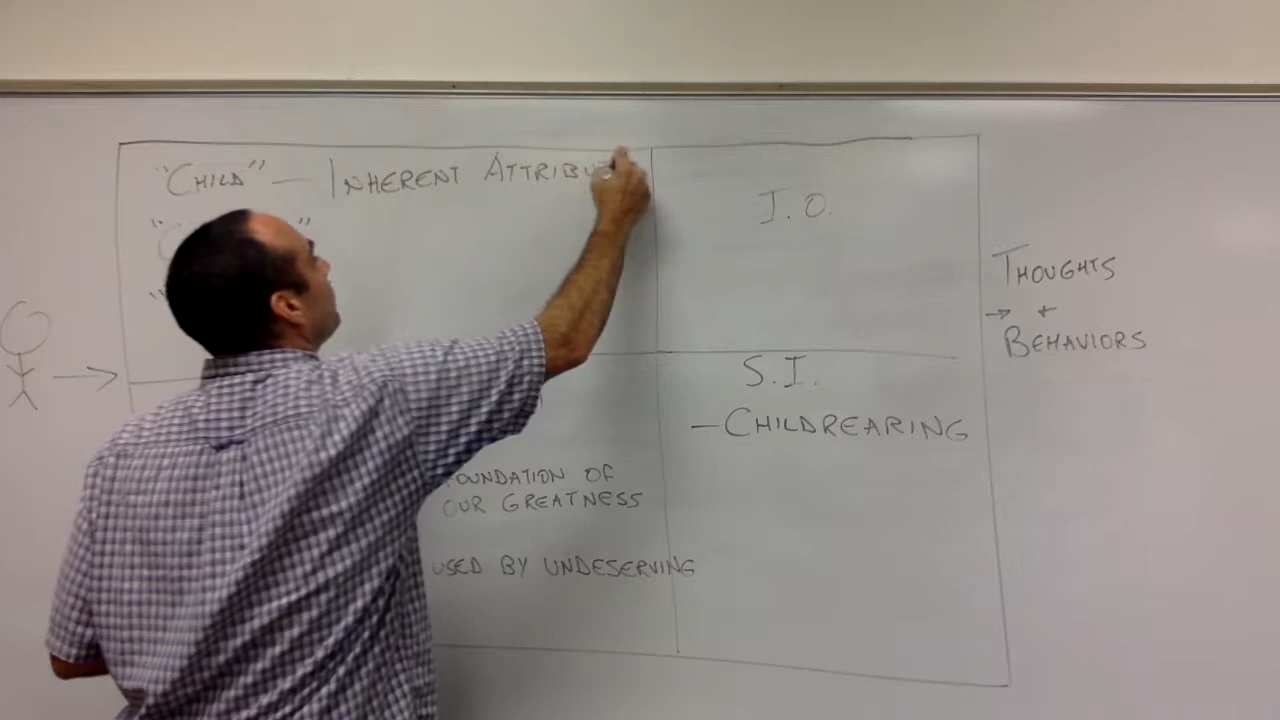 "CHILD" — INHERENT ATTRIBU
I.O.
THOUGHTS
→ +
BEHAVIORS
S.I.
— CHILDREARING
FOUNDATION OF
OUR GREATNESS
USED BY UNDESERVING